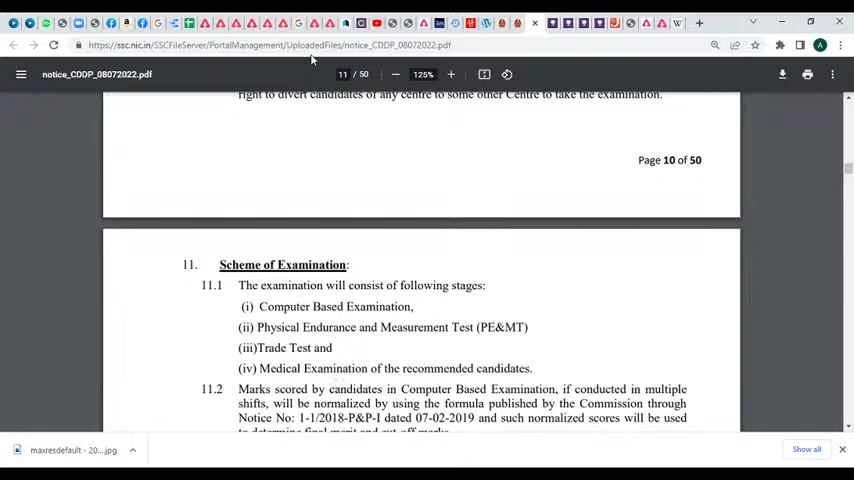 https://ssc.nic.in/SSCFileServer/PortalManagement/UploadedFiles/notice_CDDP_08072022.pdf
A
notice_CDDP_08072022.pdf
11 / 50
125%
right to divert candidates of any centre to some other Centre to take the examination.
Page 10 of 50
11. Scheme of Examination:
11.1 The examination will consist of following stages:
(i) Computer Based Examination,
(ii) Physical Endurance and Measurement Test (PE&MT)
(iii)Trade Test and
(iv) Medical Examination of the recommended candidates.
11.2 Marks scored by candidates in Computer Based Examination, if conducted in multiple
shifts, will be normalized by using the formula published by the Commission through
Notice No: 1-1/2018-P&P-I dated 07-02-2019 and such normalized scores will be used
to determine final merit and cut-off marks.
maxresdefault - 20....jpg
Show all